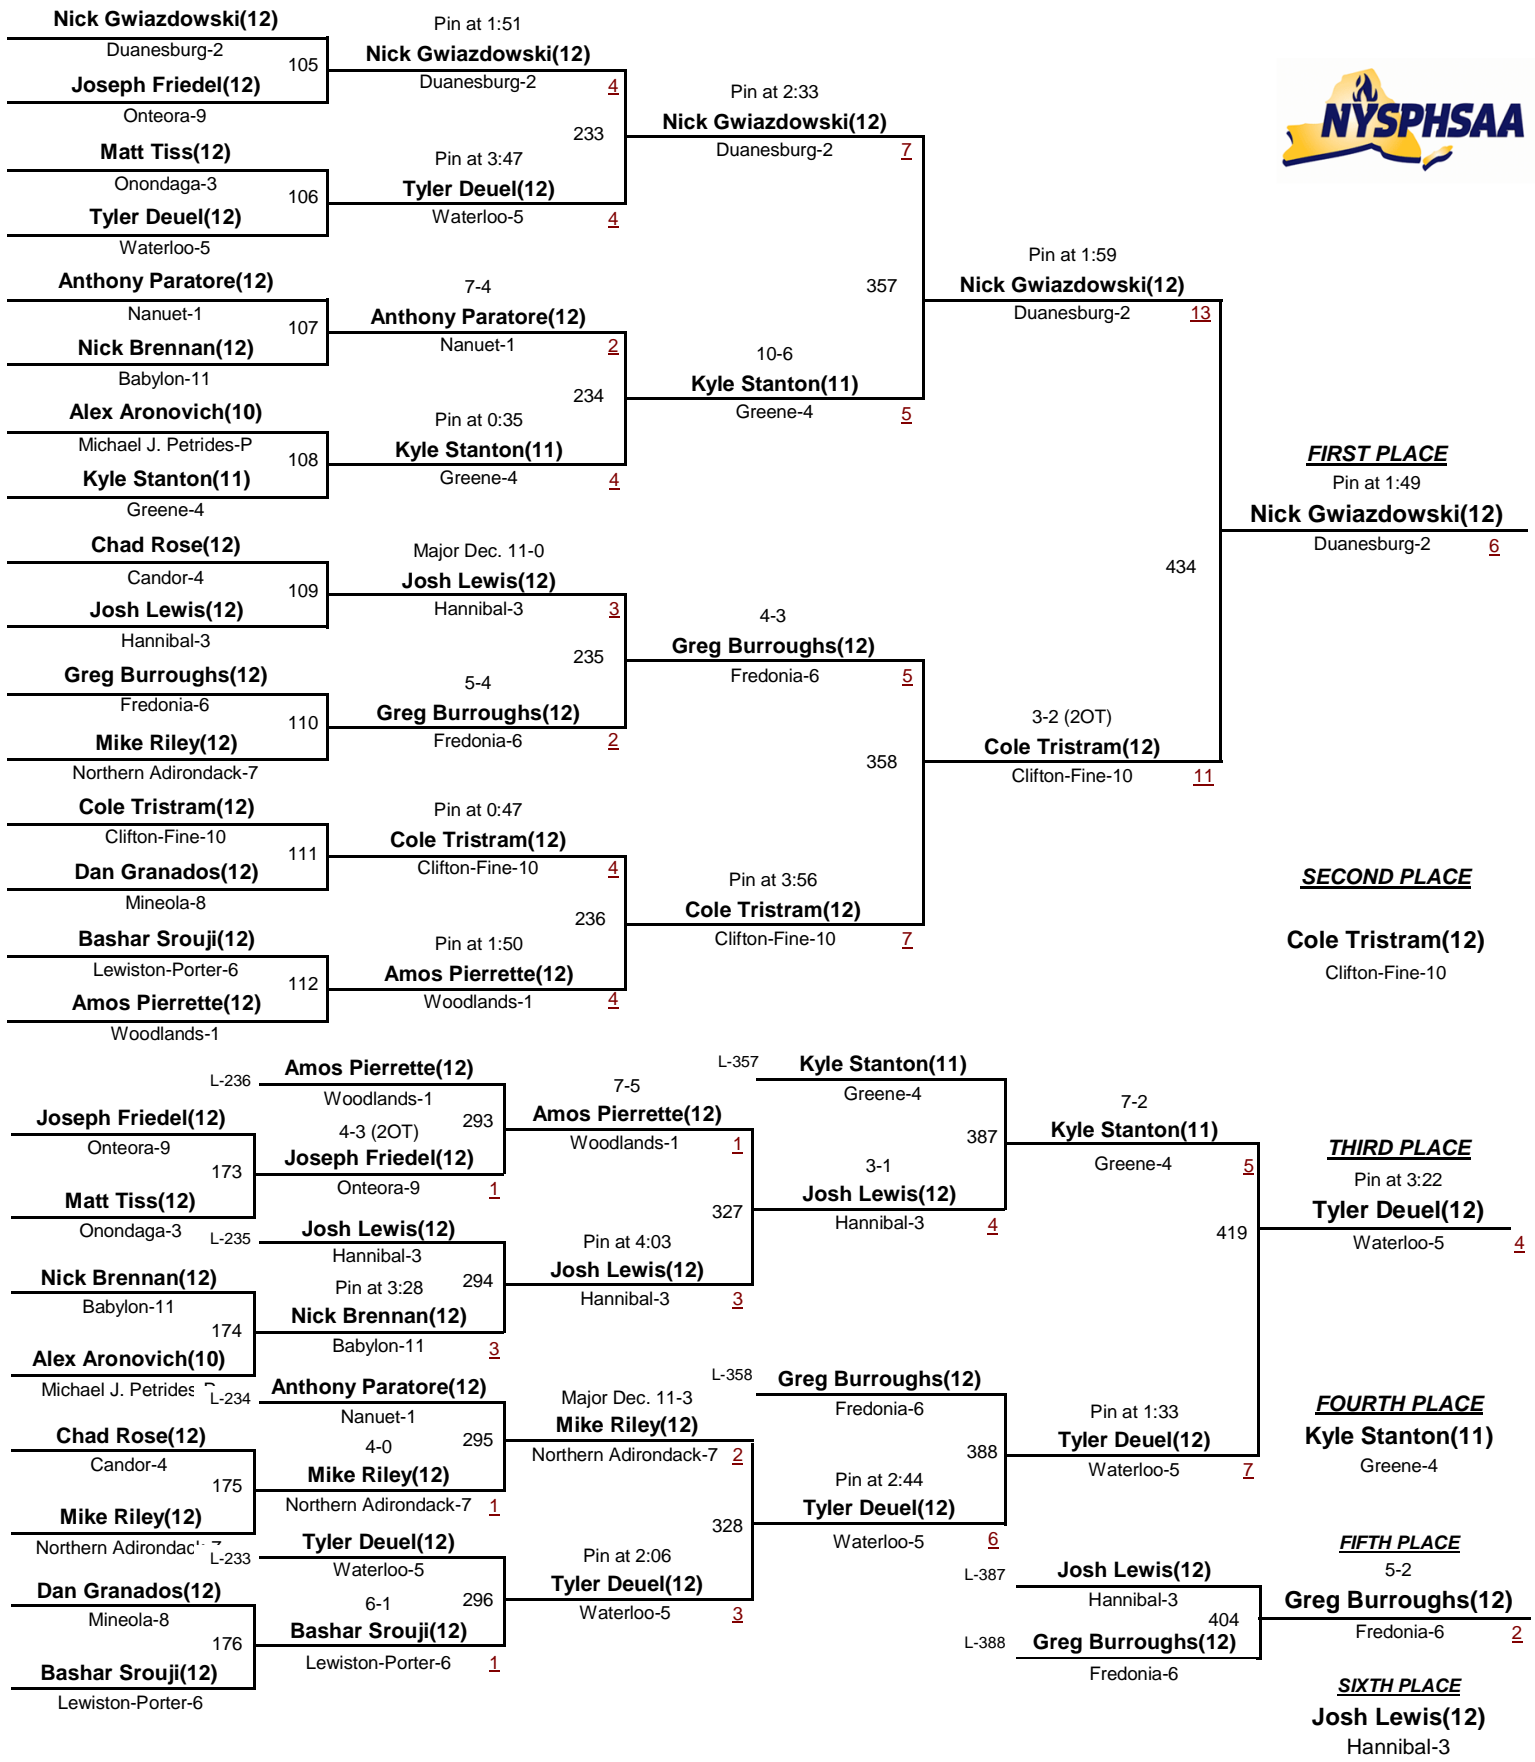 Nick Gwiazdowski(12)
Duanesburg-2
105
Joseph Friedel(12)
Onteora-9
Matt Tiss(12)
Onondaga-3
106
Tyler Deuel(12)
Waterloo-5
Anthony Paratore(12)
Nanuet-1
107
Nick Brennan(12)
Babylon-11
Alex Aronovich(10)
Michael J. Petrides-P
108
Kyle Stanton(11)
Greene-4
Chad Rose(12)
Candor-4
109
Josh Lewis(12)
Hannibal-3
Greg Burroughs(12)
Fredonia-6
110
Mike Riley(12)
Northern Adirondack-7
Cole Tristram(12)
Clifton-Fine-10
111
Dan Granados(12)
Mineola-8
Bashar Srouji(12)
Lewiston-Porter-6
112
Amos Pierrette(12)
Woodlands-1
Pin at 1:51
Nick Gwiazdowski(12)
Duanesburg-2
4
233
Pin at 3:47
Tyler Deuel(12)
Waterloo-5
4
7-4
Anthony Paratore(12)
Nanuet-1
2
234
Pin at 0:35
Kyle Stanton(11)
Greene-4
4
Major Dec. 11-0
Josh Lewis(12)
Hannibal-3
3
235
5-4
Greg Burroughs(12)
Fredonia-6
2
Pin at 0:47
Cole Tristram(12)
Clifton-Fine-10
4
236
Pin at 1:50
Amos Pierrette(12)
Woodlands-1
4
Pin at 2:33
Nick Gwiazdowski(12)
Duanesburg-2
7
357
10-6
Kyle Stanton(11)
Greene-4
5
4-3
Greg Burroughs(12)
Fredonia-6
5
358
Pin at 3:56
Cole Tristram(12)
Clifton-Fine-10
7
Pin at 1:59
Nick Gwiazdowski(12)
Duanesburg-2
13
434
3-2 (2OT)
Cole Tristram(12)
Clifton-Fine-10
11
NYSPHSAA
FIRST PLACE
Pin at 1:49
Nick Gwiazdowski(12)
Duanesburg-2
6
SECOND PLACE
Cole Tristram(12)
Clifton-Fine-10
Joseph Friedel(12)
Onteora-9
173
Matt Tiss(12)
Onondaga-3
Nick Brennan(12)
Babylon-11
174
Alex Aronovich(10)
Michael J. Petrides
Chad Rose(12)
Candor-4
175
Mike Riley(12)
Northern Adirondack-7
Dan Granados(12)
Mineola-8
176
Bashar Srouji(12)
Lewiston-Porter-6
L-236
Amos Pierrette(12)
Woodlands-1
293
4-3 (2OT)
Joseph Friedel(12)
Onteora-9
1
L-235
Josh Lewis(12)
Hannibal-3
294
Pin at 3:28
Nick Brennan(12)
Babylon-11
3
L-234
Anthony Paratore(12)
Nanuet-1
295
4-0
Mike Riley(12)
Northern Adirondack-7
1
L-233
Tyler Deuel(12)
Waterloo-5
296
6-1
Bashar Srouji(12)
Lewiston-Porter-6
1
7-5
Amos Pierrette(12)
Woodlands-1
1
327
Pin at 4:03
Josh Lewis(12)
Hannibal-3
3
Major Dec. 11-3
Mike Riley(12)
Northern Adirondack-7
2
328
Pin at 2:06
Tyler Deuel(12)
Waterloo-5
3
L-357
Kyle Stanton(11)
Greene-4
387
3-1
Josh Lewis(12)
Hannibal-3
4
L-358
Greg Burroughs(12)
Fredonia-6
388
Pin at 2:44
Tyler Deuel(12)
Waterloo-5
6
7-2
Kyle Stanton(11)
Greene-4
5
419
Pin at 1:33
Tyler Deuel(12)
Waterloo-5
7
L-387
Josh Lewis(12)
Hannibal-3
404
L-388
Greg Burroughs(12)
Fredonia-6
THIRD PLACE
Pin at 3:22
Tyler Deuel(12)
Waterloo-5
4
FOURTH PLACE
Kyle Stanton(11)
Greene-4
FIFTH PLACE
5-2
Greg Burroughs(12)
Fredonia-6
2
SIXTH PLACE
Josh Lewis(12)
Hannibal-3